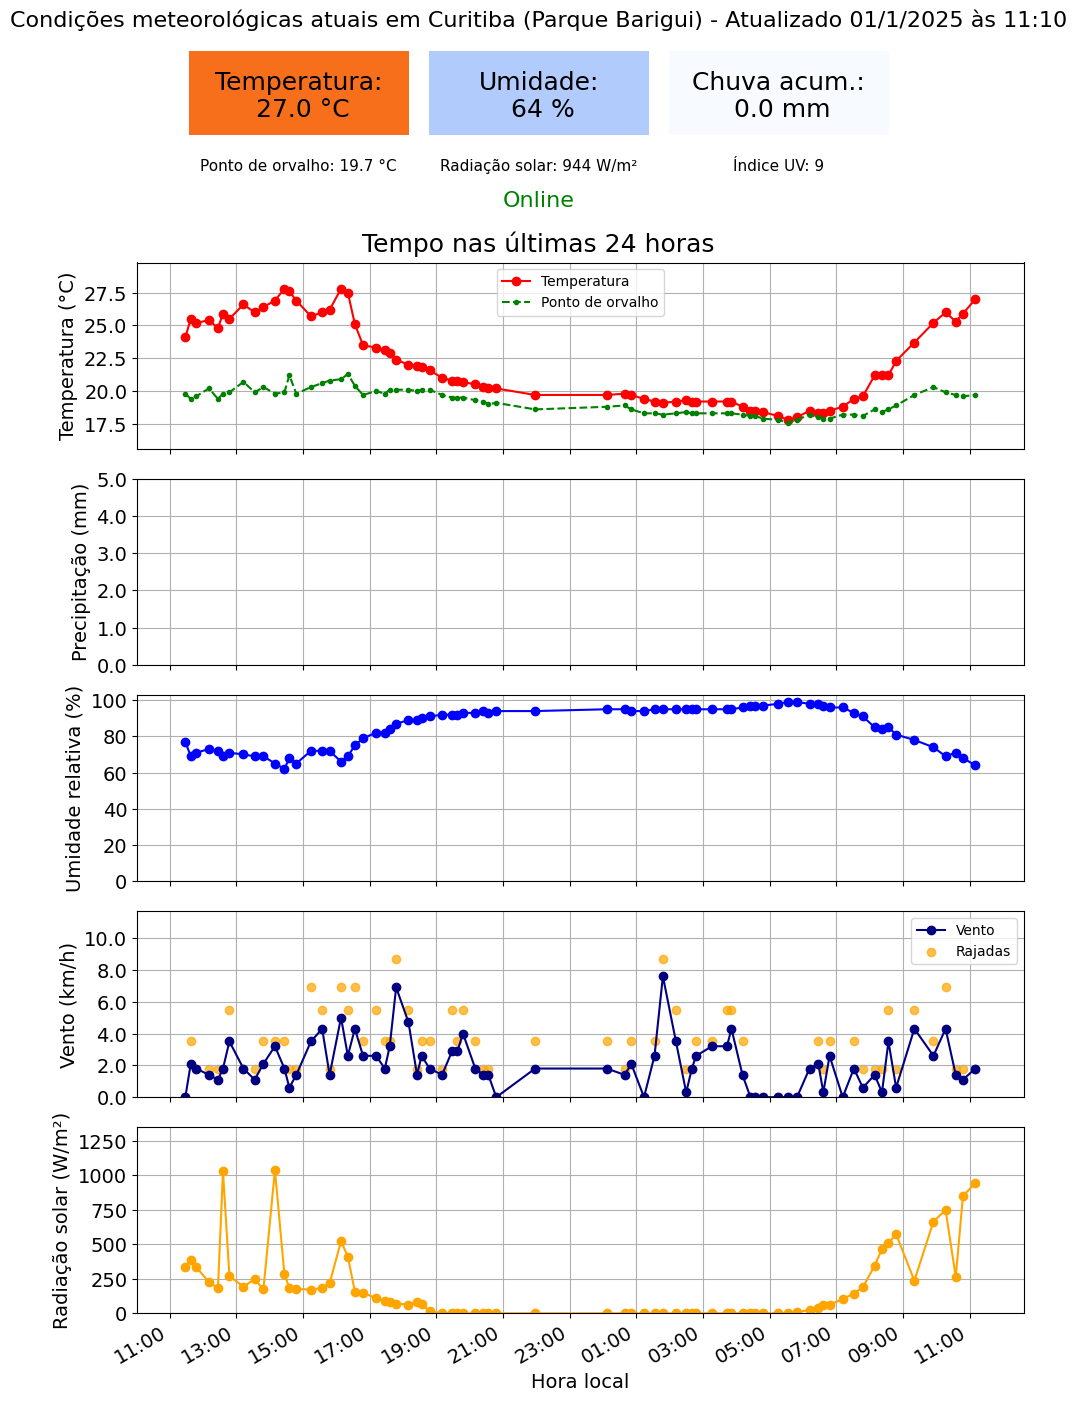 Condições meteorológicas atuais em Curitiba (Parque Barigui) - Atualizado 01/1/2025 às 11:10
Temperatura:
27.0 °C
Umidade:
64 %
Chuva acum.:
0.0 mm
Ponto de orvalho: 19.7 °C
Radiação solar: 944 W/m²
Índice UV: 9
Online
Tempo nas últimas 24 horas
Temperatura (°C)
27.5
25.0
22.5
20.0
17.5
Temperatura
Ponto de orvalho
Precipitação (mm)
5.0
4.0
3.0
2.0
1.0
0.0
Umidade relativa (%)
100
80
60
40
20
0
Vento (km/h)
10.0
8.0
6.0
4.0
2.0
0.0
Vento
Rajadas
Radiação solar (W/m²)
1250
1000
750
500
250
0
11:00
13:00
15:00
17:00
19:00
21:00
23:00
01:00
03:00
05:00
07:00
09:00
11:00
Hora local